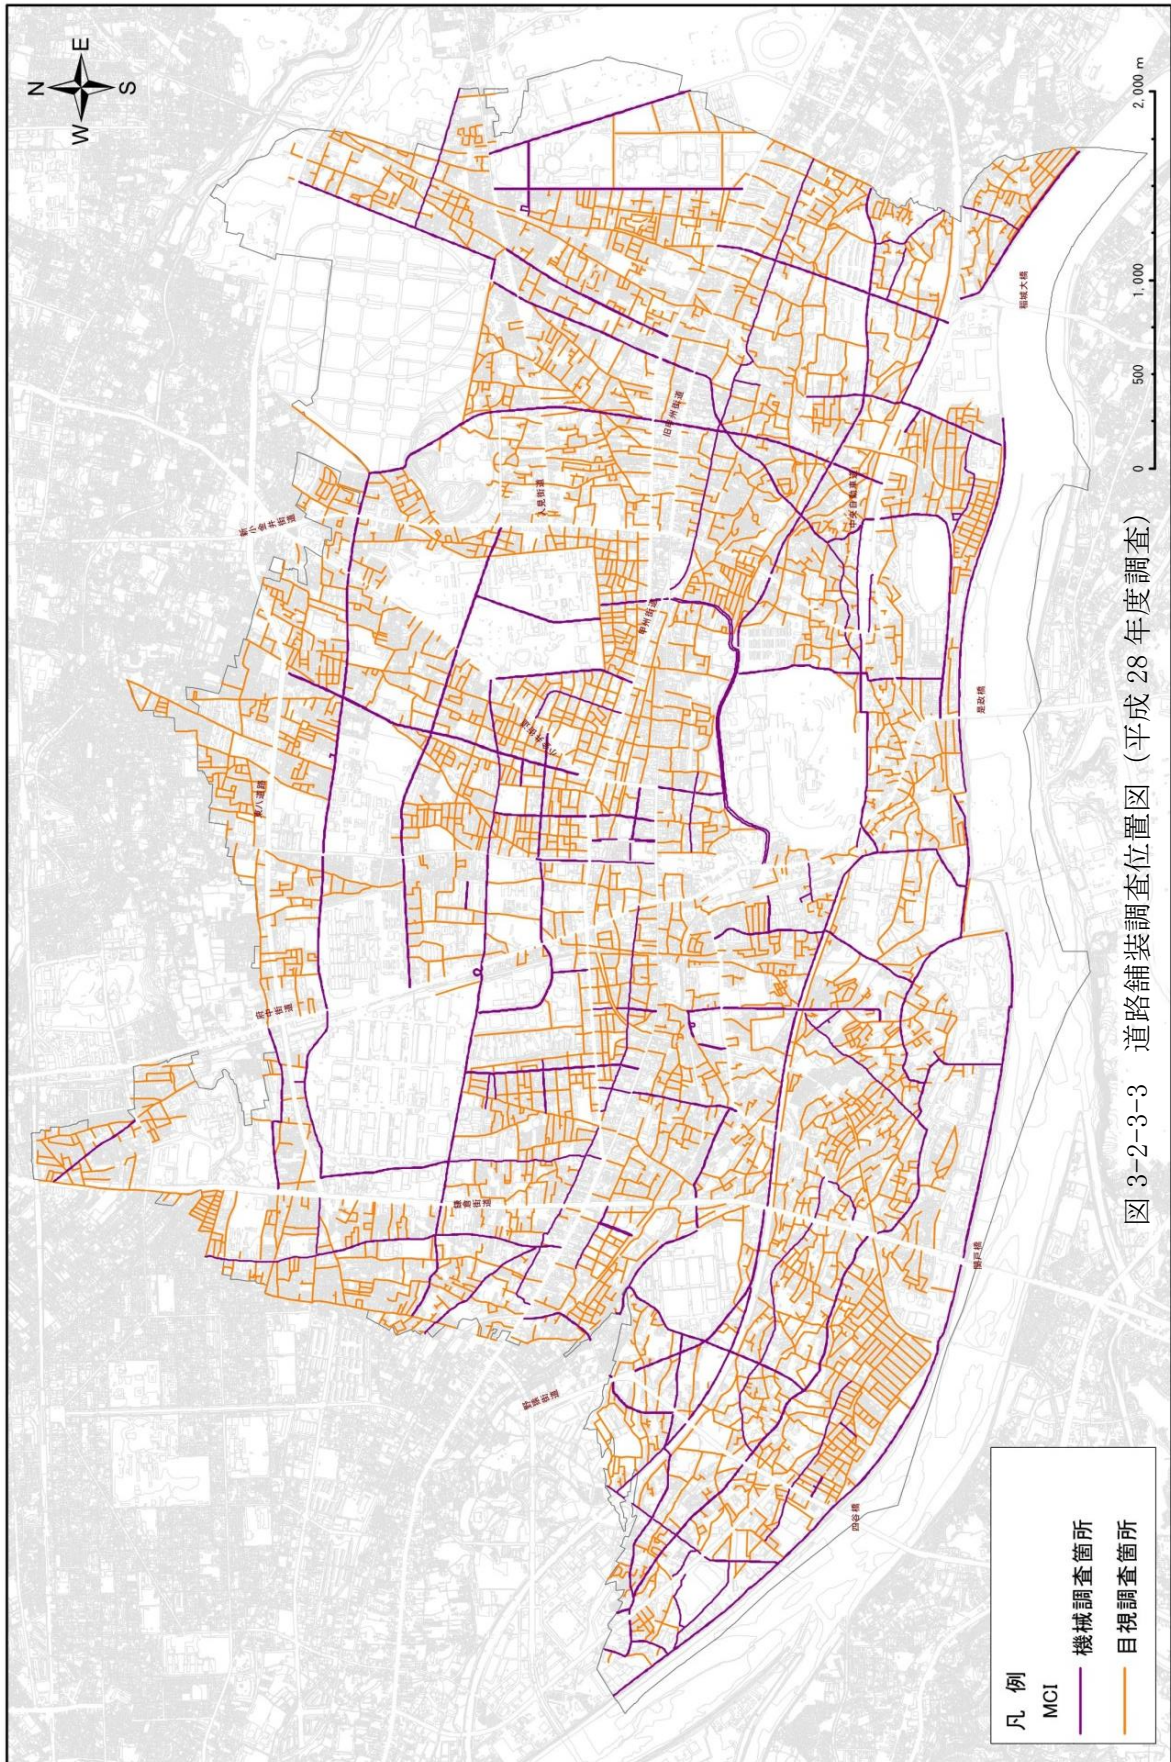 N
W
E
S
新小金井街道
東八道路
府中街道
人見街道
小金井街道
旧甲州街道
甲州街道
中央自動車道
鎌倉街道
野猿街道
稲城大橋
是政橋
関戸橋
四谷橋
0
500
1,000
2,000 m
凡 例
MCI
機械調査箇所
目視調査箇所
図 3-2-3-3 道路舗装調査位置図 (平成 28 年度調査)